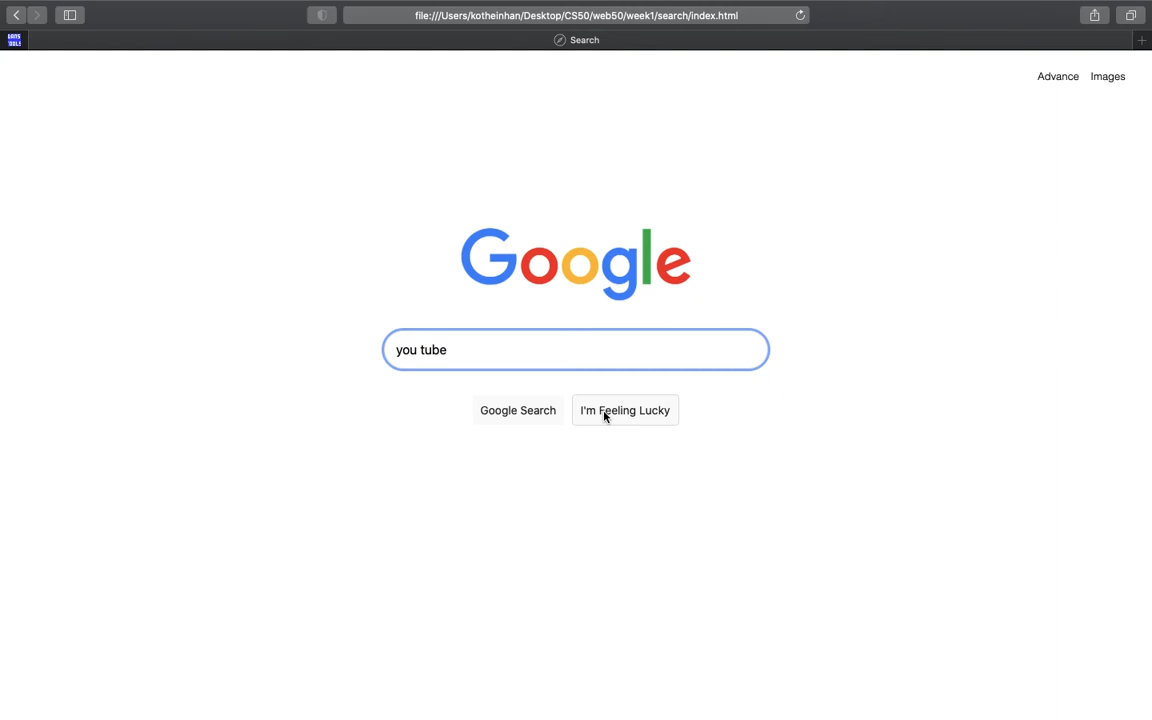 file:///Users/kotheinhan/Desktop/CS50/web50/week1/search/index.html
Search
Advance Images
Google
you tube
Google Search I'm Feeling Lucky